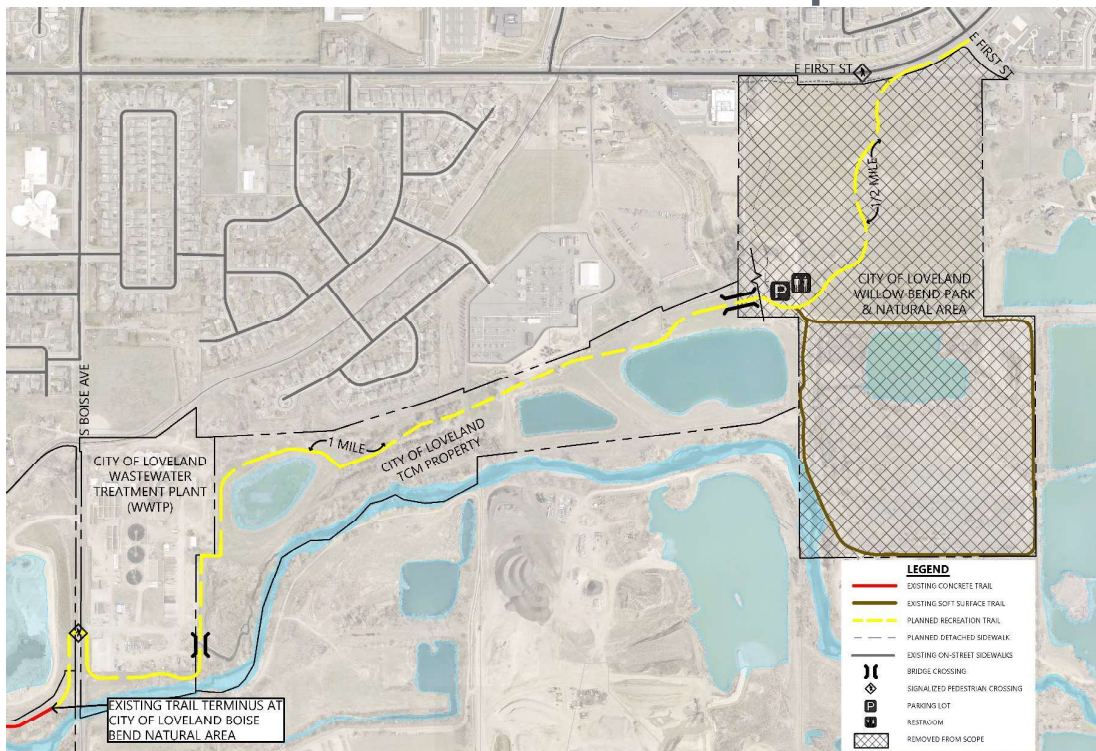 E FIRST ST
E FIRST ST
1/2 MILE
P
CITY OF LOVELAND
WILLOW BEND PARK
& NATURAL AREA
S BOISE AVE
1 MILE
CITY OF LOVELAND
TCM PROPERTY
CITY OF LOVELAND
WASTEWATER
TREATMENT PLANT
(WWTP)
EXISTING TRAIL TERMINUS AT
CITY OF LOVELAND BOISE
BEND NATURAL AREA
LEGEND
EXISTING CONCRETE TRAIL
EXISTING SOFT SURFACE TRAIL
PLANNED RECREATION TRAIL
PLANNED DETACHED SIDEWALK
EXISTING ON-STREET SIDEWALKS
BRIDGE CROSSING
SIGNALIZED PEDESTRIAN CROSSING
P PARKING LOT
RESTROOM
REMOVED FROM SCOPE